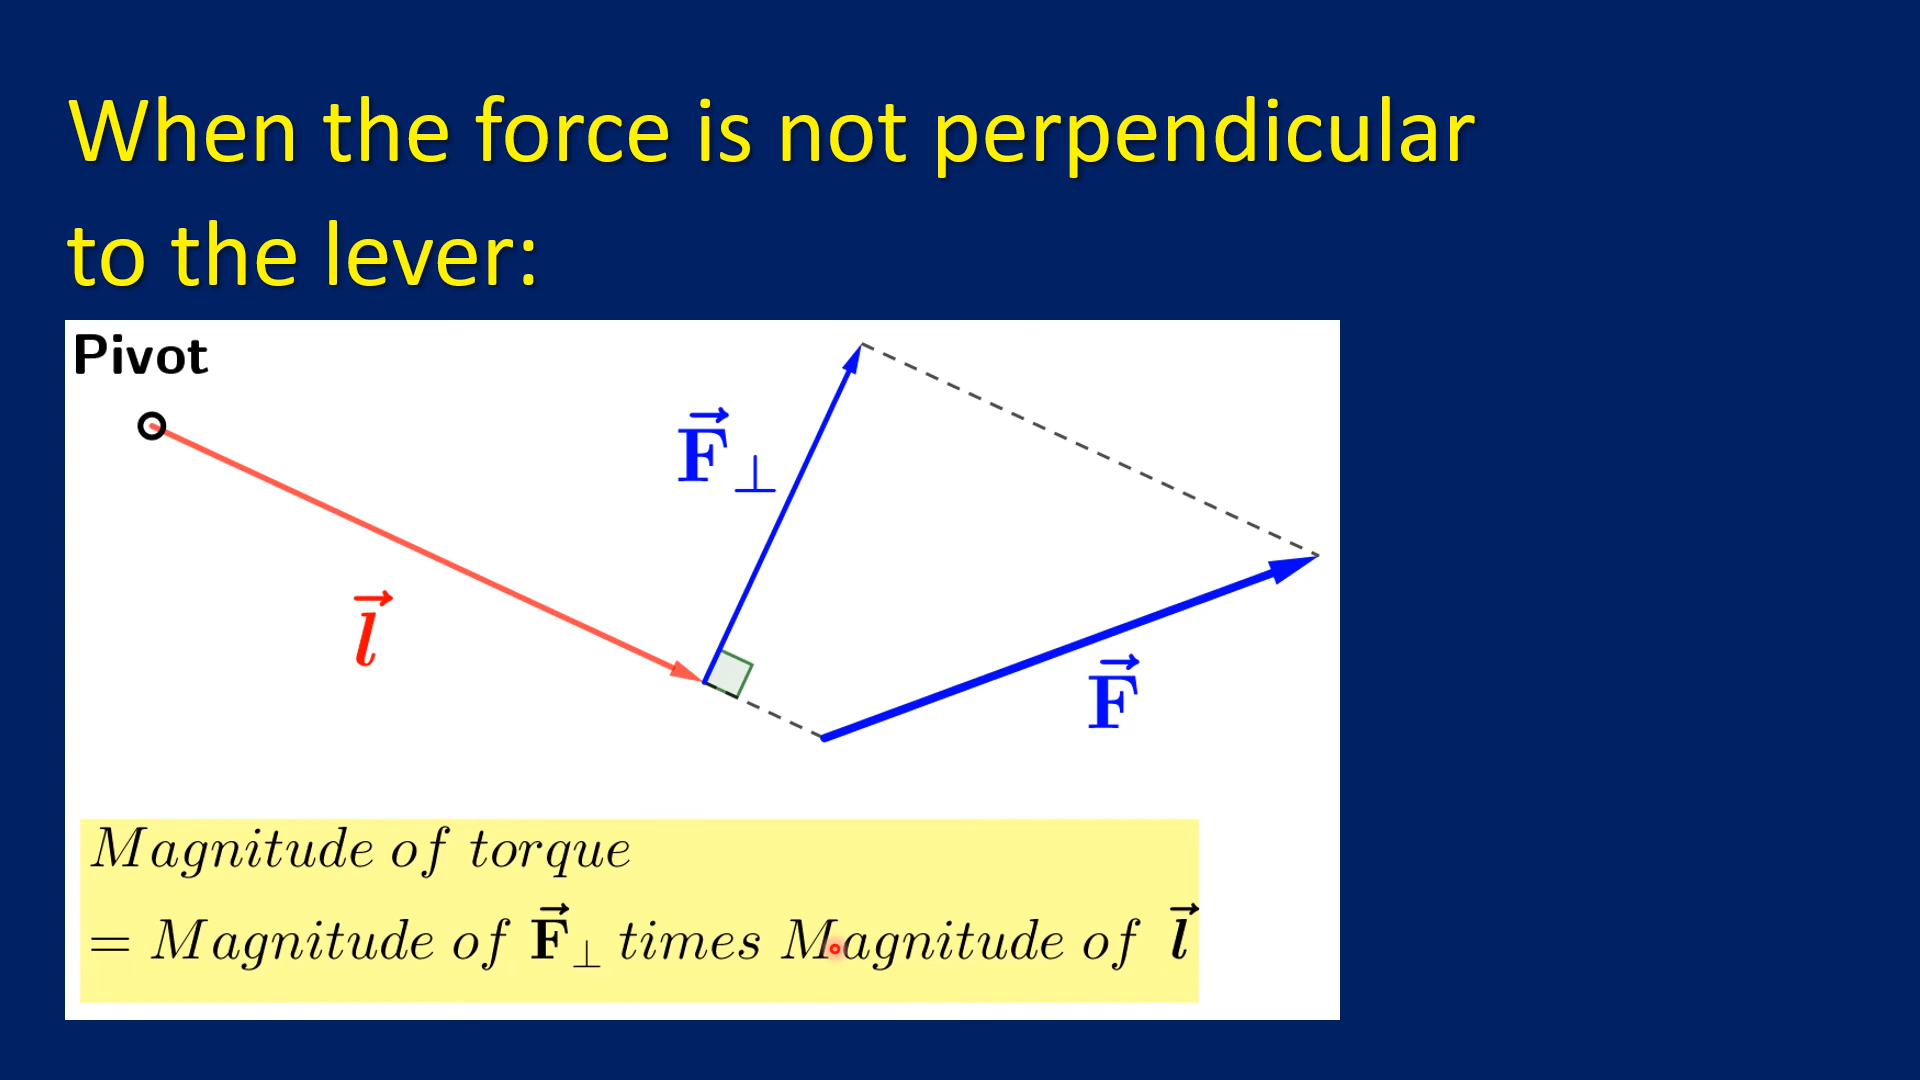 When the force is not perpendicular
to the lever:
Pivot
F⃗⊥
l⃗
F⃗
Magnitude of torque
= Magnitude of F⃗⊥ times Magnitude of l⃗